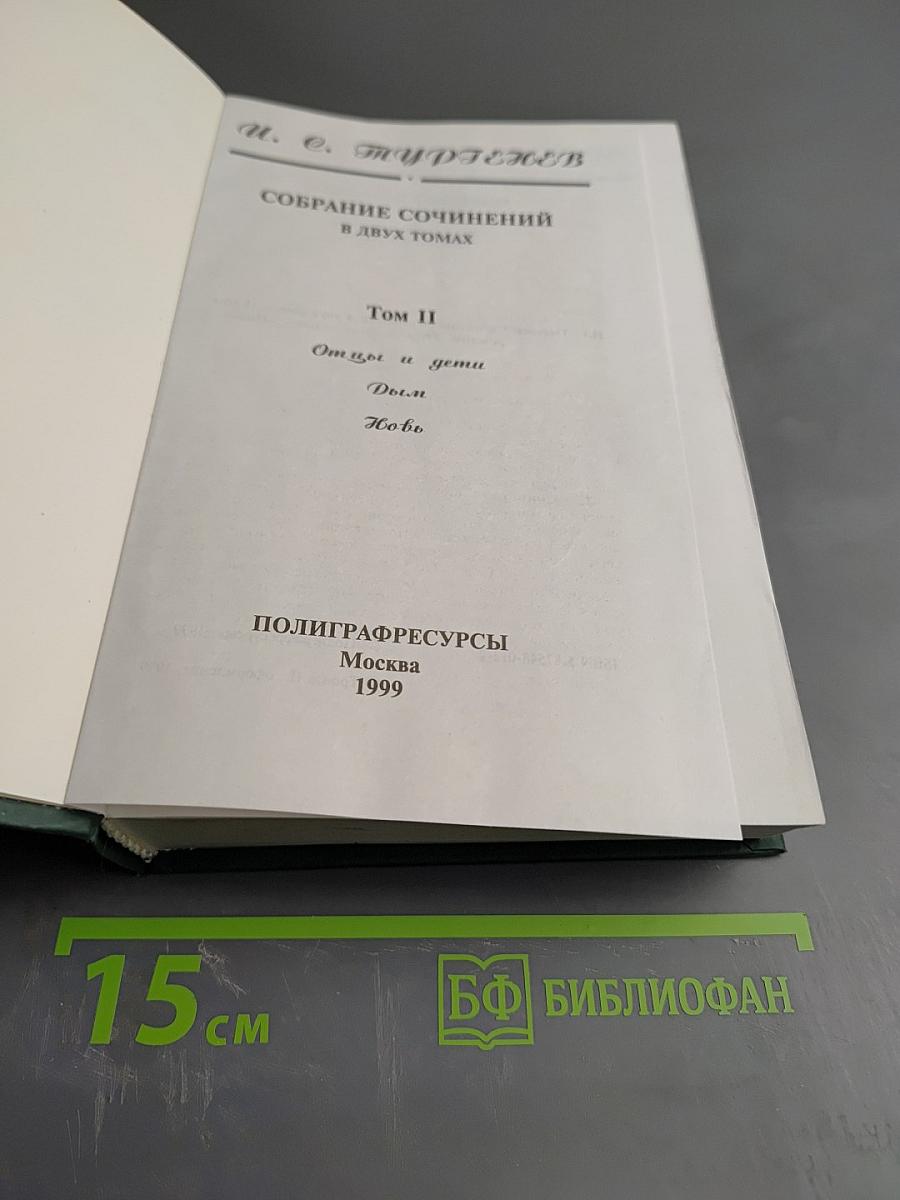 И. С. ТУРГЕНЕВ
СОБРАНИЕ СОЧИНЕНИЙ
В ДВУХ ТОМАХ
Том II
Отцы и дети
Дым
Новь
ПОЛИГРАФРЕСУРСЫ
Москва
1999
15 см
БФ БИБЛИОФАН